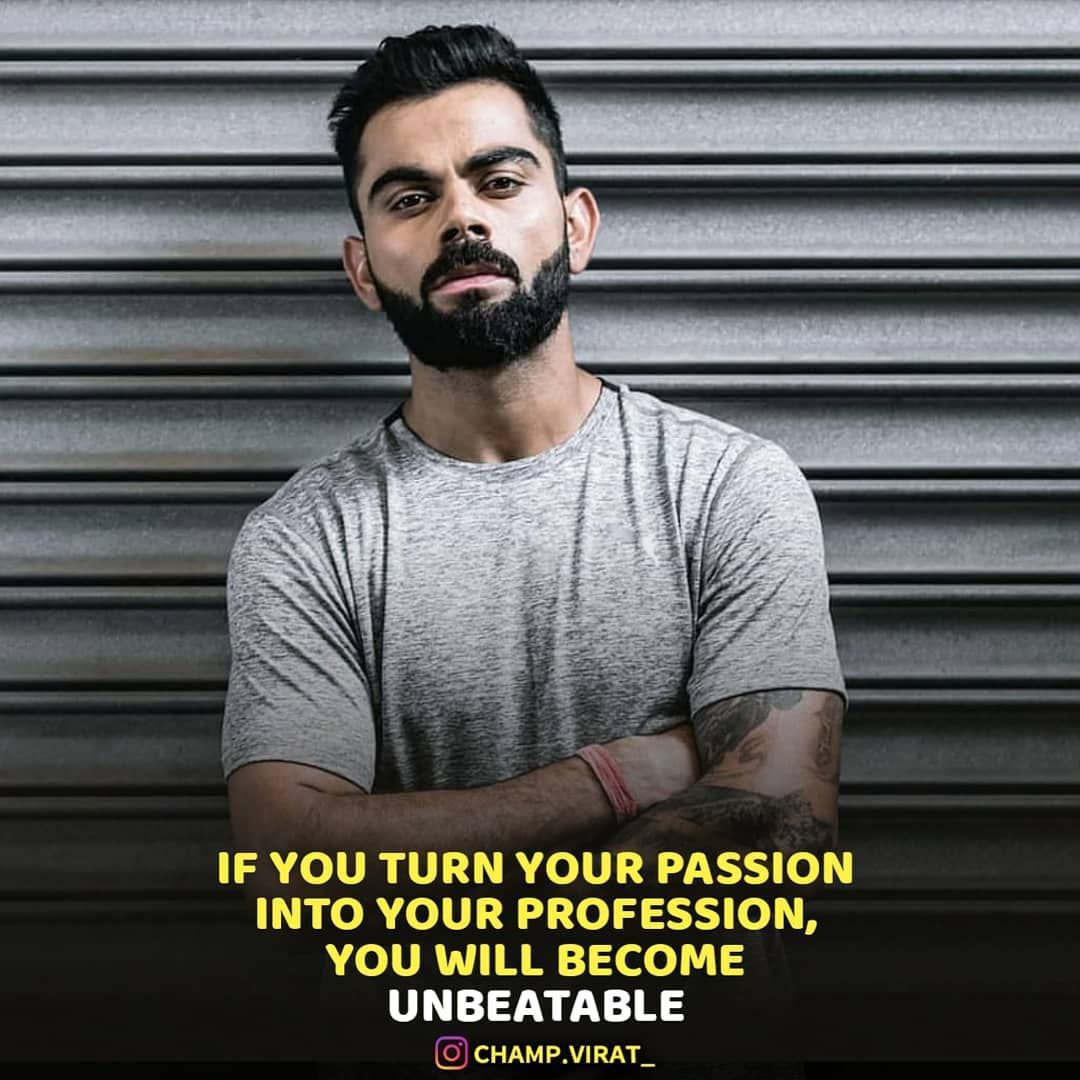 IF YOU TURN YOUR PASSION
INTO YOUR PROFESSION,
YOU WILL BECOME
UNBEATABLE
CHAMP.VIRAT_